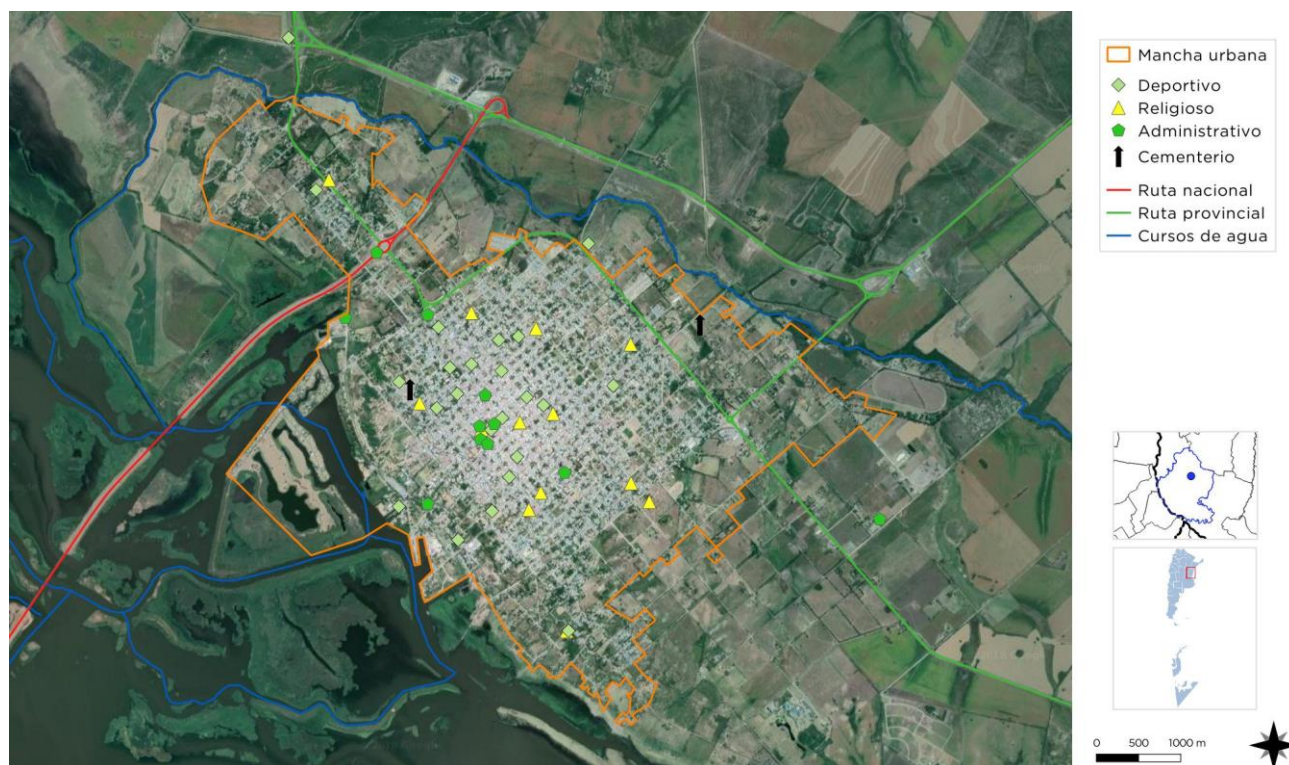 Mancha urbana
Deportivo
Religioso
Administrativo
Cementerio
Ruta nacional
Ruta provincial
Cursos de agua
0 500 1000 m